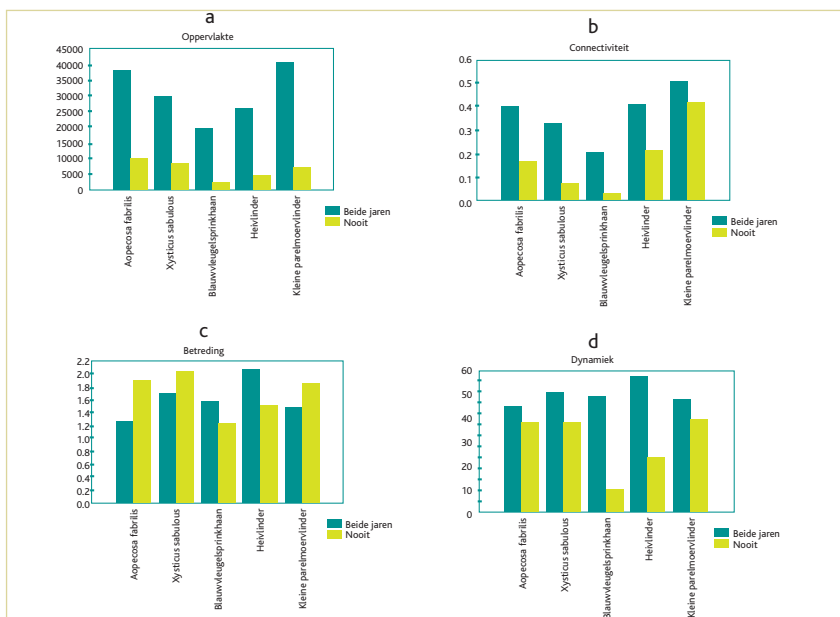 a
Oppervlakte
45000
40000
35000
30000
25000
20000
15000
10000
5000
0
Aopecosa fabrilis
Xysticus sabulous
Blauwvleugelsprinkhaan
Heivlinder
Kleine parelmoervlinder
Beide jaren
Nooit
b
Connectiviteit
0.6
0.5
0.4
0.3
0.2
0.1
0.0
Aopecosa fabrilis
Xysticus sabulous
Blauwvleugelsprinkhaan
Heivlinder
Kleine parelmoervlinder
Beide jaren
Nooit
c
Betreding
2.2
2.0
1.8
1.6
1.4
1.2
1.0
0.8
0.6
0.4
0.2
0.0
Aopecosa fabrilis
Xysticus sabulous
Blauwvleugelsprinkhaan
Heivlinder
Kleine parelmoervlinder
Beide jaren
Nooit
d
Dynamiek
60
50
40
30
20
10
0
Aopecosa fabrilis
Xysticus sabulous
Blauwvleugelsprinkhaan
Heivlinder
Kleine parelmoervlinder
Beide jaren
Nooit